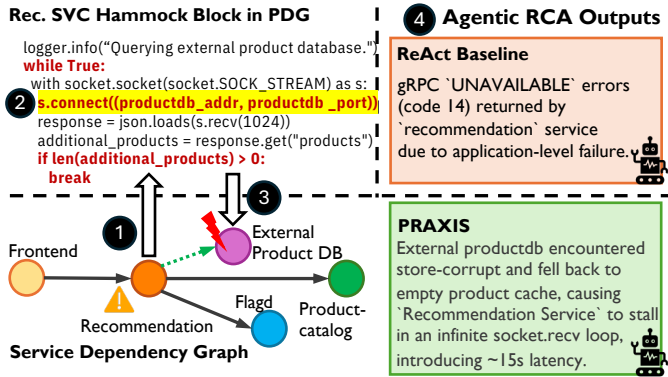 Rec. SVC Hammock Block in PDG
logger.info("Querying external product database.")
while True:
with socket.socket(socket.SOCK_STREAM) as s:
2
s.connect((productdb_addr, productdb _port))
response = json.loads(s.recv(1024))
additional_products = response.get("products")
if len(additional_products) > 0:
break
4 Agentic RCA Outputs
ReAct Baseline
gRPC `UNAVAILABLE` errors
(code 14) returned by
`recommendation` service
due to application-level failure.
1
3
Frontend
External
Product DB
Recommendation
Flagd
Product-
catalog
Service Dependency Graph
PRAXIS
External productdb encountered
store-corrupt and fell back to
empty product cache, causing
`Recommendation Service` to stall
in an infinite socket.recv loop,
introducing ~15s latency.